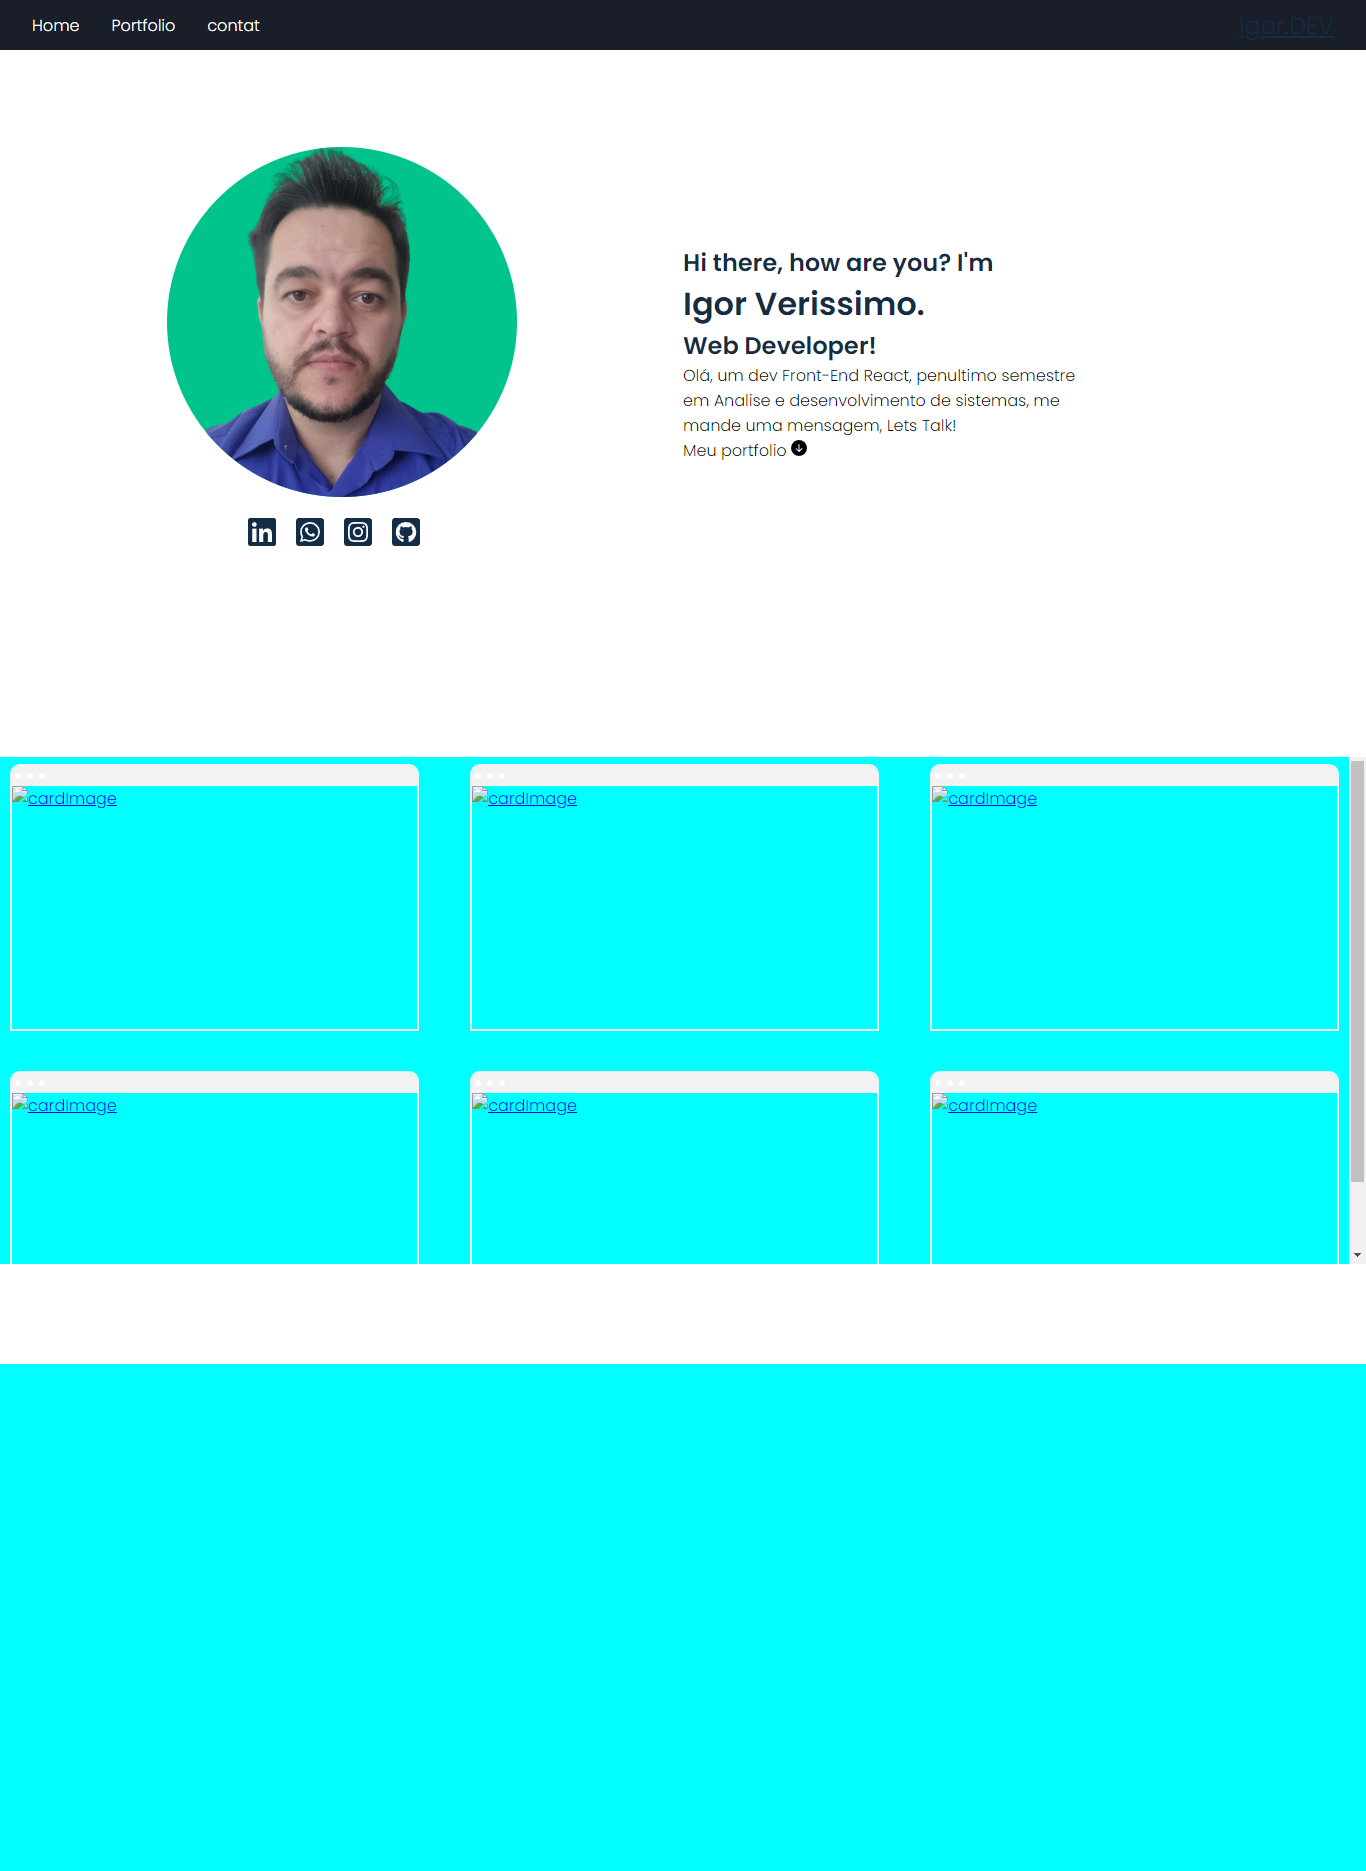 Home Portfolio contat igor.DEV
Hi there, how are you? I'm
Igor Verissimo.
Web Developer!
Olá, um dev Front-End React, penultimo semestre
em Analise e desenvolvimento de sistemas, me
mande uma mensagem, Lets Talk!
Meu portfolio
in
cardImage cardImage cardImage
cardImage cardImage cardImage